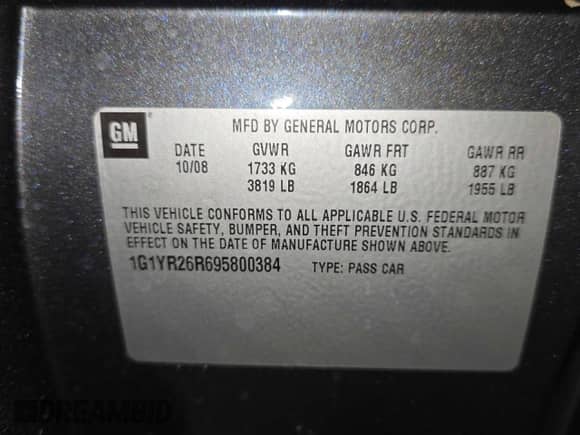 GM
MFD BY GENERAL MOTORS CORP.
DATE GVWR GAWR FRT GAWR RR
10/08 1733 KG 846 KG 887 KG
3819 LB 1864 LB 1955 LB
THIS VEHICLE CONFORMS TO ALL APPLICABLE U.S. FEDERAL MOTOR
VEHICLE SAFETY, BUMPER, AND THEFT PREVENTION STANDARDS IN
EFFECT ON THE DATE OF MANUFACTURE SHOWN ABOVE.
1G1YR26R695800384 TYPE: PASS CAR
DREAMBID